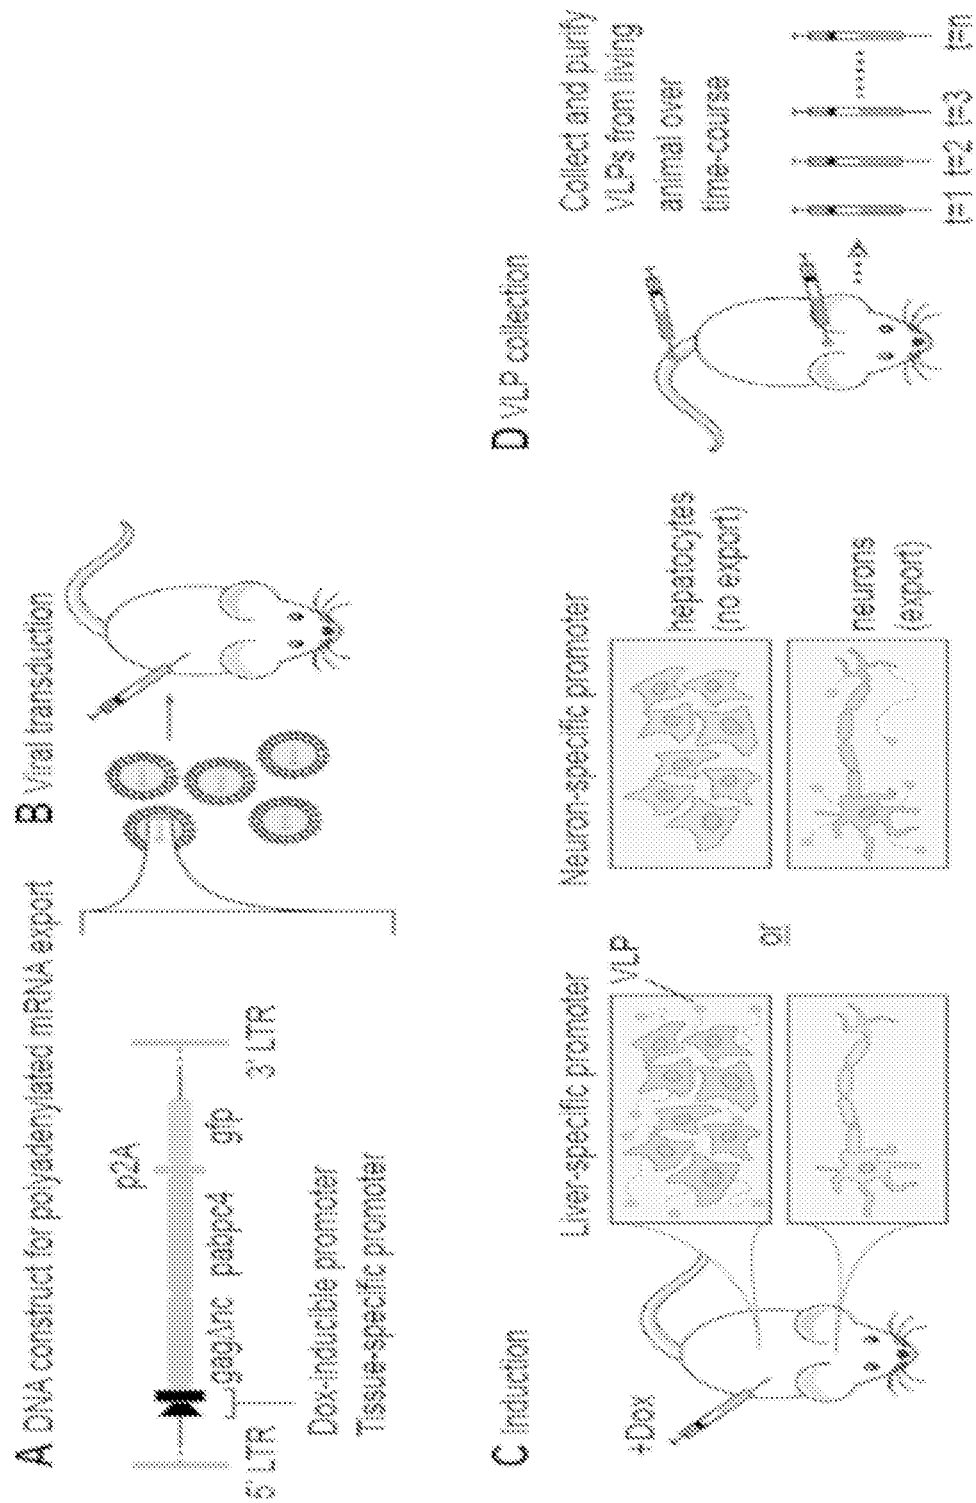 A DNA construct for polyadenylated mRNA export
p2A
gag∆nc pabpc4 gfp
5' LTR
3' LTR
Dox-inducible promoter
Tissue-specific promoter
B Viral transduction
C Induction
+Dox
Liver-specific promoter
VLP
or
Neuron-specific promoter
hepatocytes
(no export)
neurons
(export)
D VLP collection
Collect and purify
VLPs from living
animal over
time-course
t=1 t=2 t=3 t=n